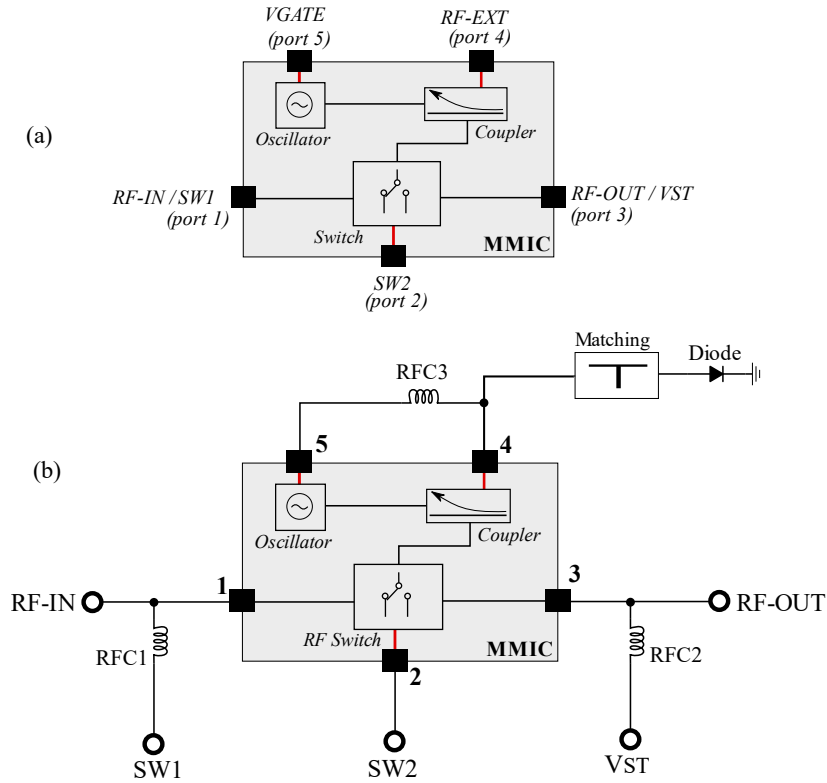 VGATE
(port 5)
RF-EXT
(port 4)
Oscillator
Coupler
(a)
RF-IN / SW1
(port 1)
RF-OUT / VST
(port 3)
Switch
MMIC
SW2
(port 2)
Matching
Diode
RFC3
5
4
(b)
Oscillator
Coupler
1
3
RF-IN
RF-OUT
RF Switch
MMIC
RFC1
2
RFC2
SW1
SW2
VST